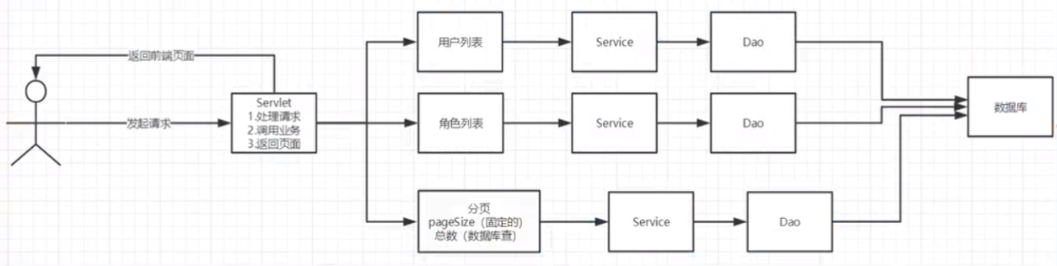 返回前端页面
发起请求
Servlet
1.处理请求
2.调用业务
3.返回页面
用户列表
Service
Dao
角色列表
Service
Dao
分页
pageSize（固定的）
总数（数据库查）
Service
Dao
数据库